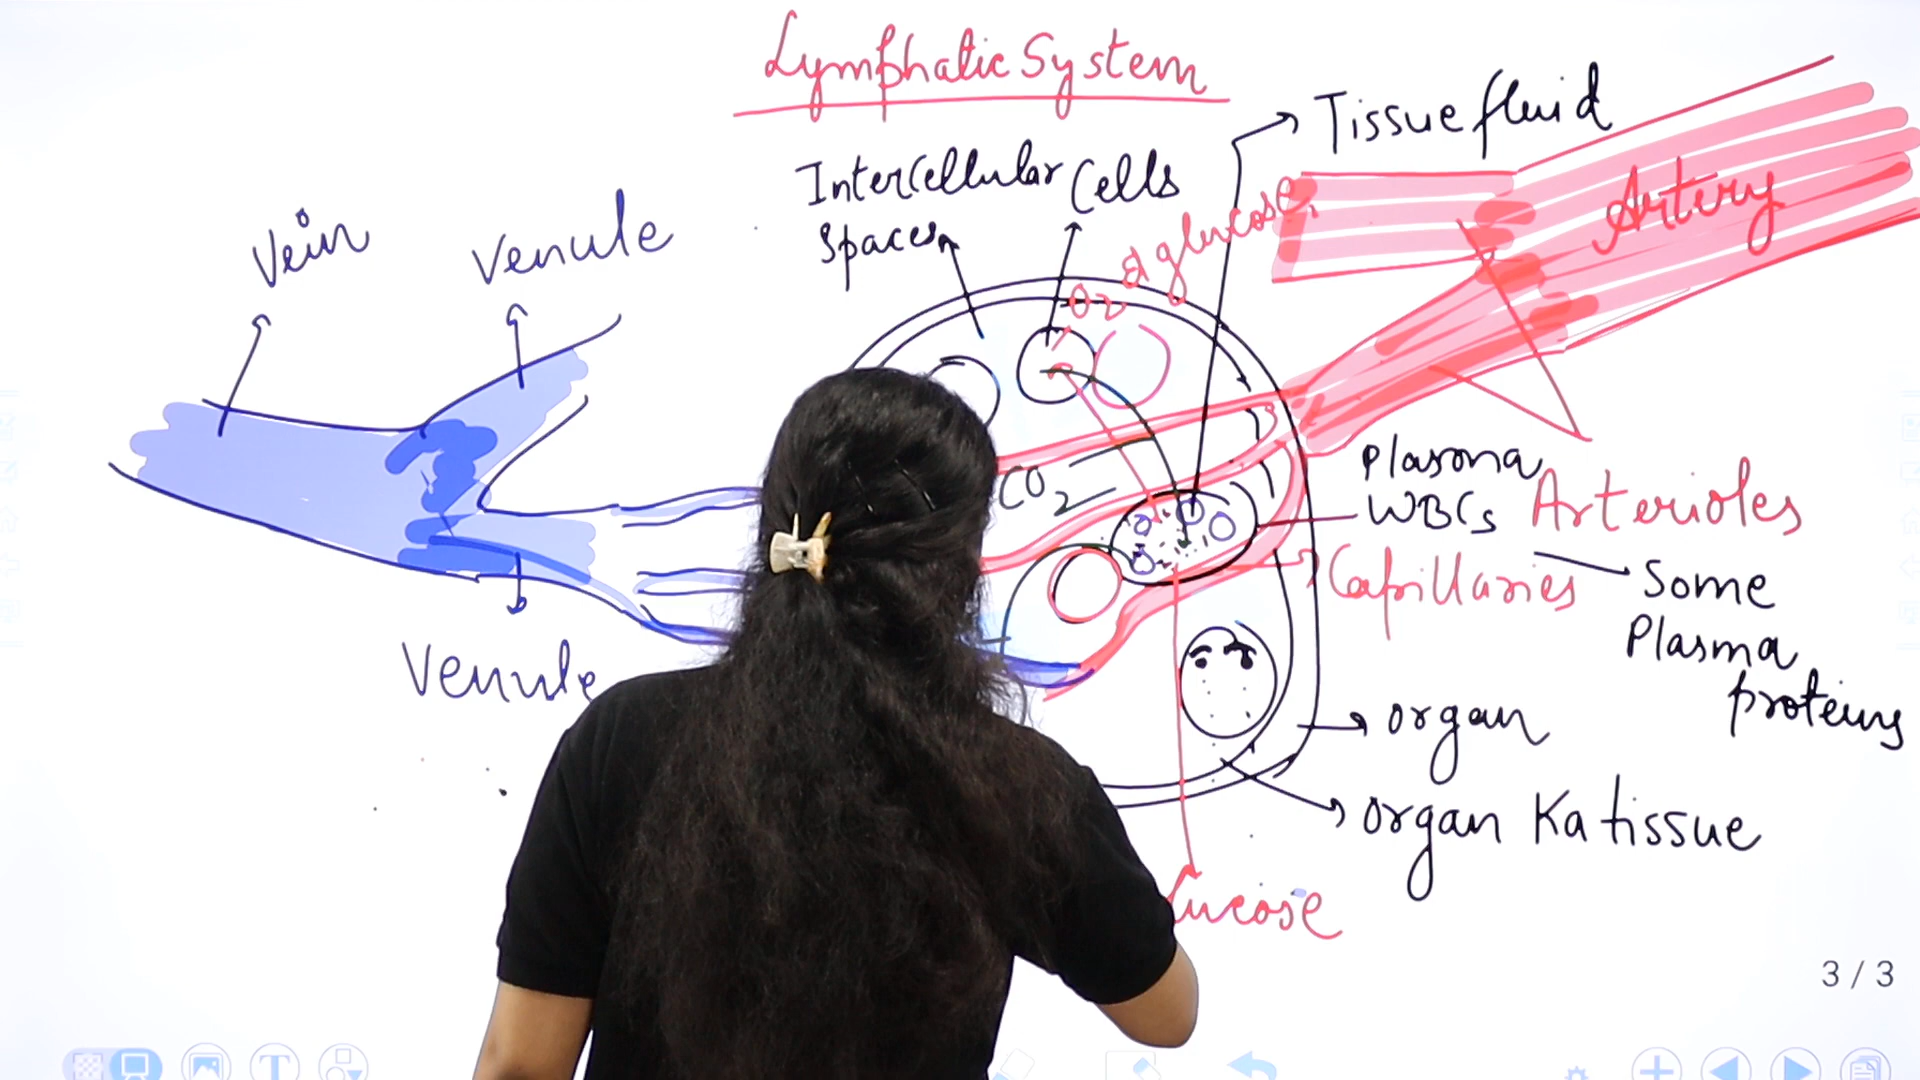 Lymphatic System
Tissue fluid
Intercellular
Spaces
Cells
O2 & glucose,
Artery
Vein
Venule
CO2
Plasma
WBCs
Arterioles
Capillaries
Some
Plasma
proteins
Venule
organ
organ Ka tissue
3 / 3